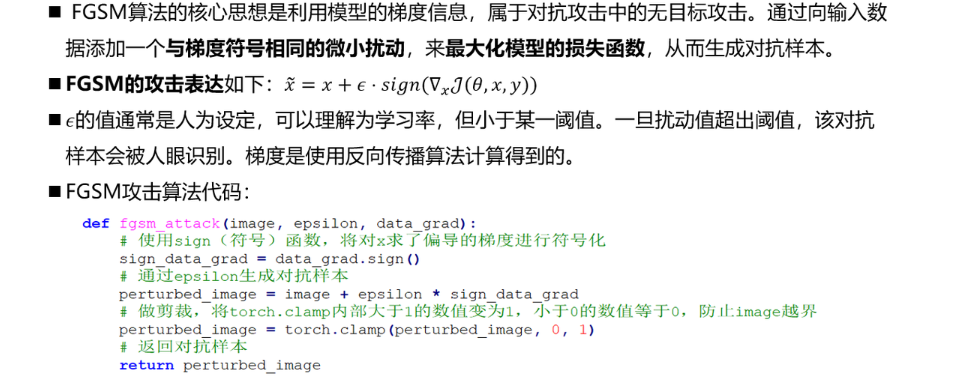 ■ FGSM算法的核心思想是利用模型的梯度信息，属于对抗攻击中的无目标攻击。通过向输入数
据添加一个与梯度符号相同的微小扰动，来最大化模型的损失函数，从而生成对抗样本。
■ FGSM的攻击表达如下：x̃ = x + ϵ · sign(∇ₓ𝒥(θ, x, y))
■ ϵ的值通常是人为设定，可以理解为学习率，但小于某一阈值。一旦扰动值超出阈值，该对抗
样本会被人眼识别。梯度是使用反向传播算法计算得到的。
■ FGSM攻击算法代码：
def fgsm_attack(image, epsilon, data_grad):
    # 使用sign（符号）函数，将对x求了偏导的梯度进行符号化
    sign_data_grad = data_grad.sign()
    # 通过epsilon生成对抗样本
    perturbed_image = image + epsilon * sign_data_grad
    # 做剪裁，将torch.clamp内部大于1的数值变为1，小于0的数值等于0，防止image越界
    perturbed_image = torch.clamp(perturbed_image, 0, 1)
    # 返回对抗样本
    return perturbed_image